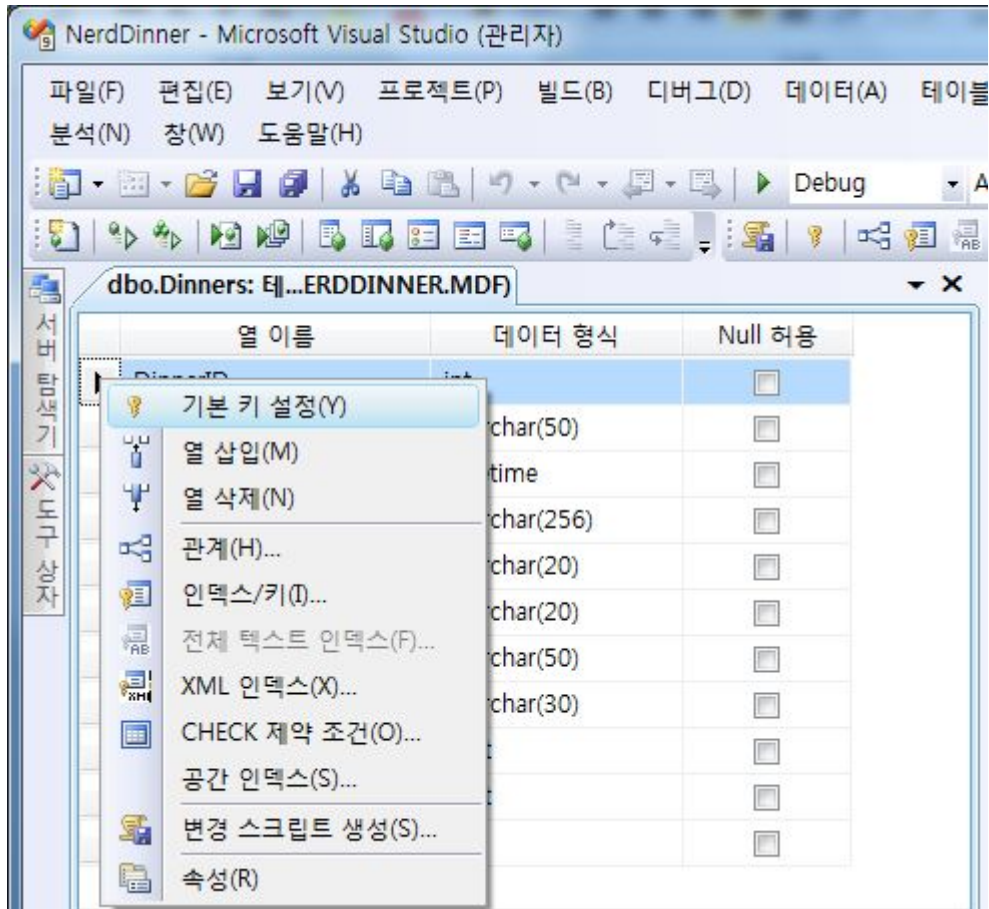 NerdDinner - Microsoft Visual Studio (관리자)
파일(F) 편집(E) 보기(V) 프로젝트(P) 빌드(B) 디버그(D) 데이터(A) 테이블
분석(N) 창(W) 도움말(H)
Debug A
dbo.Dinners: 테...ERDDINNER.MDF)
서버 탐색기
도구 상자
열 이름 데이터 형식 Null 허용
DinnerID int
기본 키 설정(Y)
rchar(50)
열 삽입(M)
time
열 삭제(N)
rchar(256)
관계(H)...
rchar(20)
인덱스/키(I)...
rchar(20)
전체 텍스트 인덱스(F)...
rchar(50)
XML 인덱스(X)...
rchar(30)
CHECK 제약 조건(O)...
공간 인덱스(S)...
변경 스크립트 생성(S)...
속성(R)